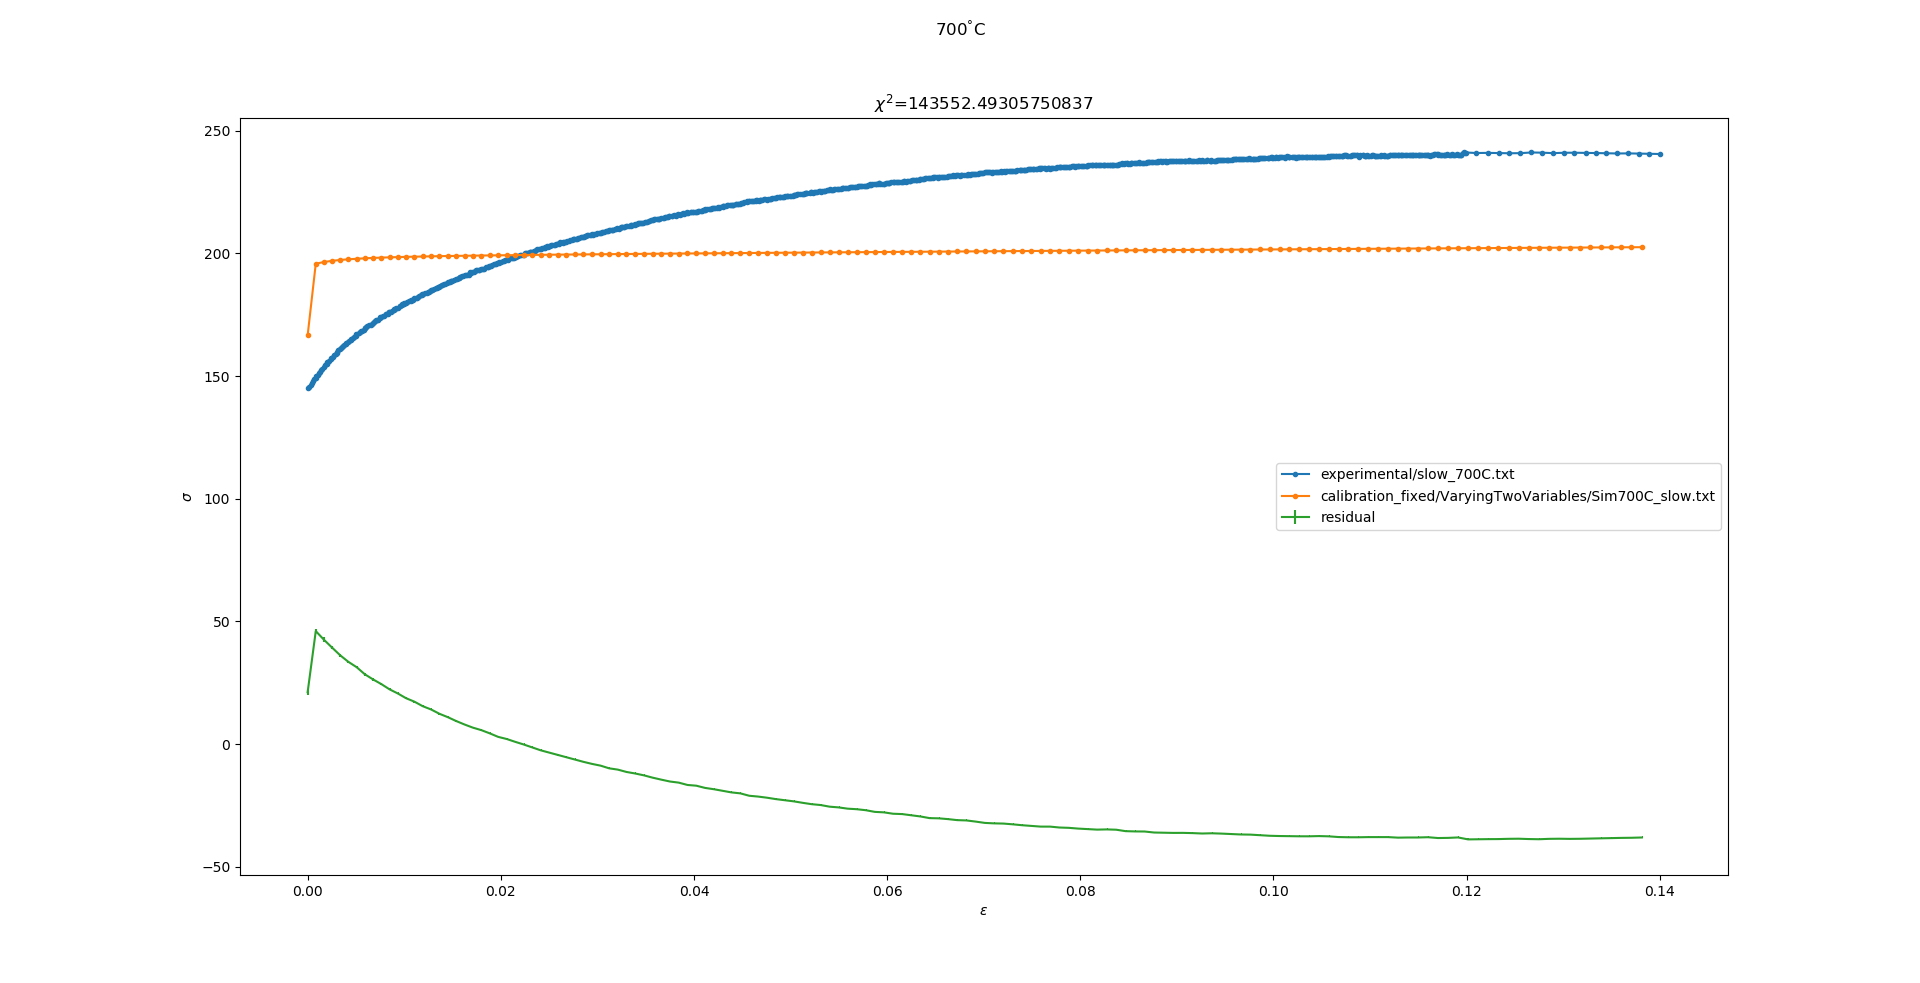 700°C
χ²=143552.49305750837
250
200
150
100
50
0
−50
σ
experimental/slow_700C.txt
calibration_fixed/VaryingTwoVariables/Sim700C_slow.txt
residual
0.00 0.02 0.04 0.06 0.08 0.10 0.12 0.14
ε